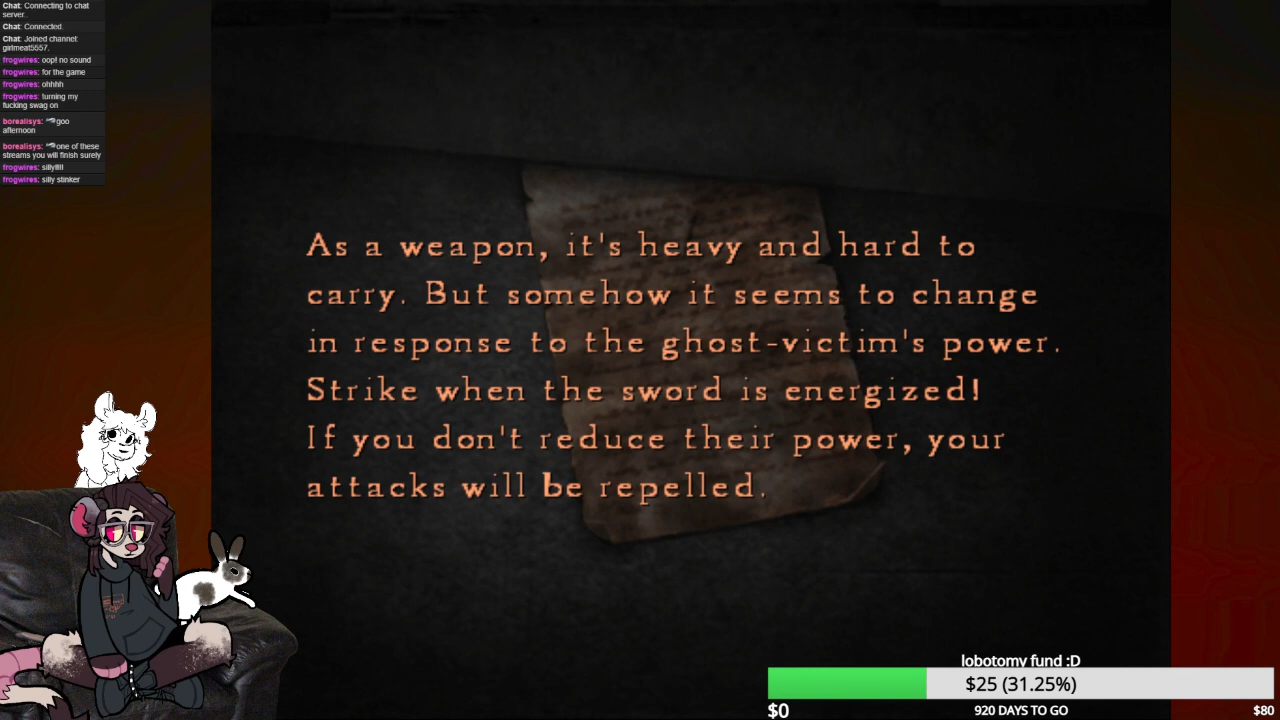 Chat: Connecting to chat
server.
Chat: Connected.
Chat: Joined channel:
girlmeat5557.
frogwires: oop! no sound
frogwires: for the game
frogwires: ohhhh
frogwires: turning my
fucking swag on
borealisys: goo
afternoon
borealisys: one of these
streams you will finish surely
frogwires: sillyllll
frogwires: silly stinker
As a weapon, it's heavy and hard to
carry. But somehow it seems to change
in response to the ghost-victim's power.
Strike when the sword is energized!
If you don't reduce their power, your
attacks will be repelled.
lobotomy fund :D
$25 (31.25%)
$0 920 DAYS TO GO $80